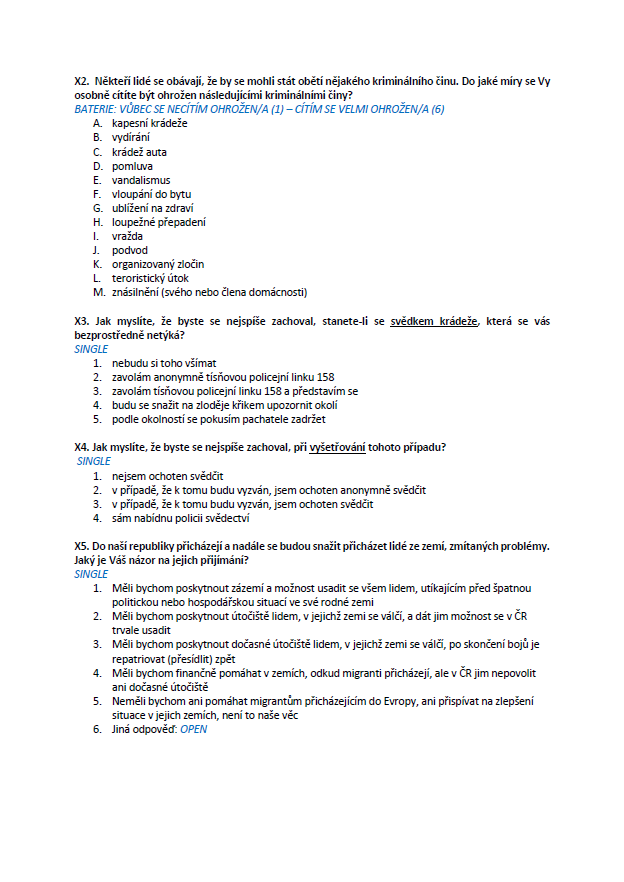 X2. Někteří lidé se obávají, že by se mohli stát obětí nějakého kriminálního činu. Do jaké míry se Vy
osobně cítíte být ohrožen následujícími kriminálními činy?
BATERIE: VŮBEC SE NECÍTÍM OHROŽEN/A (1) – CÍTÍM SE VELMI OHROŽEN/A (6)
A. kapesní krádeže
B. vydírání
C. krádež auta
D. pomluva
E. vandalismus
F. vloupání do bytu
G. ublížení na zdraví
H. loupežné přepadení
I. vražda
J. podvod
K. organizovaný zločin
L. teroristický útok
M. znásilnění (svého nebo člena domácnosti)
X3. Jak myslíte, že byste se nejspíše zachoval, stanete-li se svědkem krádeže, která se vás
bezprostředně netýká?
SINGLE
1. nebudu si toho všímat
2. zavolám anonymně tísňovou policejní linku 158
3. zavolám tísňovou policejní linku 158 a představím se
4. budu se snažit na zloděje křikem upozornit okolí
5. podle okolností se pokusím pachatele zadržet
X4. Jak myslíte, že byste se nejspíše zachoval, při vyšetřování tohoto případu?
SINGLE
1. nejsem ochoten svědčit
2. v případě, že k tomu budu vyzván, jsem ochoten anonymně svědčit
3. v případě, že k tomu budu vyzván, jsem ochoten svědčit
4. sám nabídnu policii svědectví
X5. Do naší republiky přicházejí a nadále se budou snažit přicházet lidé ze zemí, zmítaných problémy.
Jaký je Váš názor na jejich přijímání?
SINGLE
1. Měli bychom poskytnout zázemí a možnost usadit se všem lidem, utíkajícím před špatnou
politickou nebo hospodářskou situací ve své rodné zemi
2. Měli bychom poskytnout útočiště lidem, v jejichž zemi se válčí, a dát jim možnost se v ČR
trvale usadit
3. Měli bychom poskytnout dočasné útočiště lidem, v jejichž zemi se válčí, po skončení bojů je
repatriovat (přesídlit) zpět
4. Měli bychom finančně pomáhat v zemích, odkud migranti přicházejí, ale v ČR jim nepovolit
ani dočasné útočiště
5. Neměli bychom ani pomáhat migrantům přicházejícím do Evropy, ani přispívat na zlepšení
situace v jejich zemích, není to naše věc
6. Jiná odpověď: OPEN